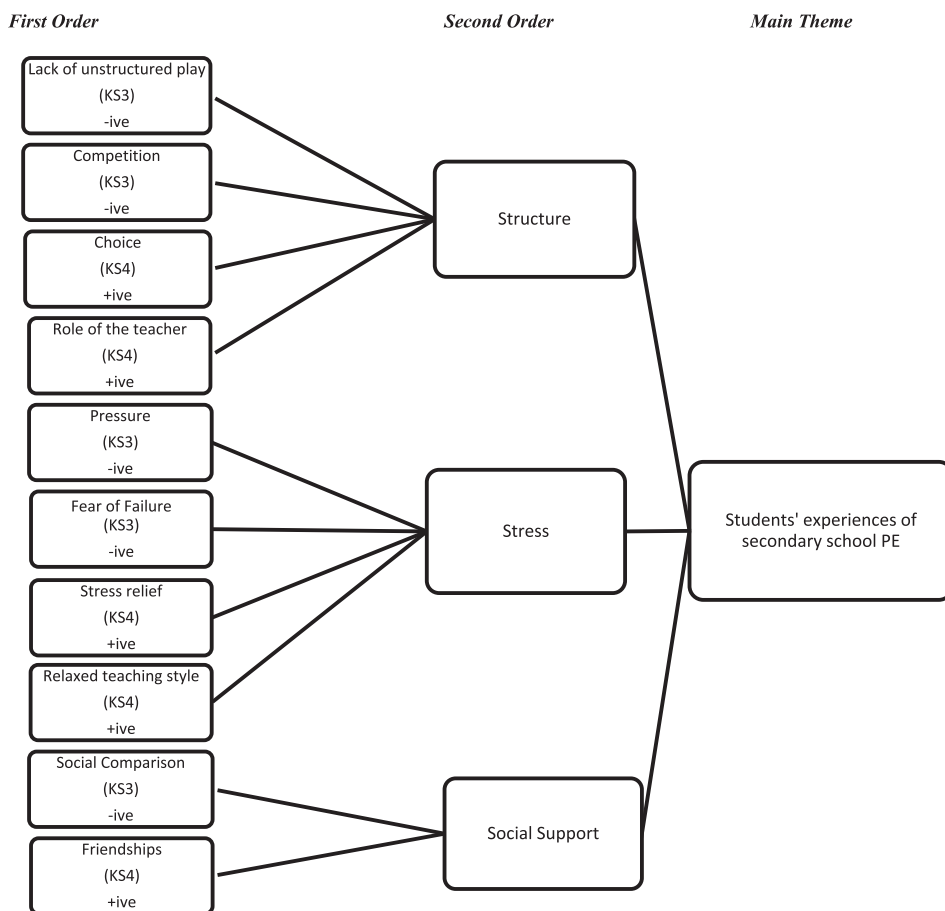 First Order
Second Order
Main Theme
Lack of unstructured play
(KS3)
-ive
Competition
(KS3)
-ive
Choice
(KS4)
+ive
Role of the teacher
(KS4)
+ive
Pressure
(KS3)
-ive
Fear of Failure
(KS3)
-ive
Stress relief
(KS4)
+ive
Relaxed teaching style
(KS4)
+ive
Social Comparison
(KS3)
-ive
Friendships
(KS4)
+ive
Structure
Stress
Social Support
Students' experiences of
secondary school PE